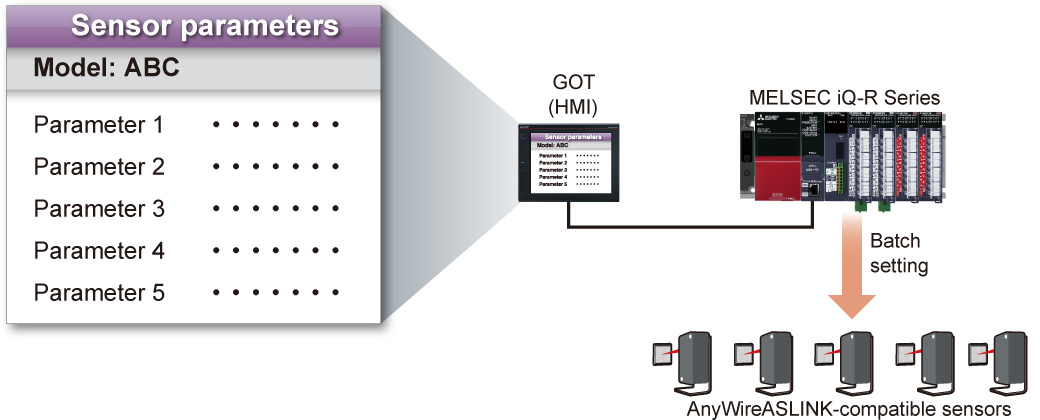 Sensor parameters
Model: ABC
Parameter 1 • • • • • • •
Parameter 2 • • • • • • •
Parameter 3 • • • • • • •
Parameter 4 • • • • • • •
Parameter 5 • • • • • • •
GOT
(HMI)
Sensor parameters
Model: ABC
Parameter 1 • • • • • • •
Parameter 2 • • • • • • •
Parameter 3 • • • • • • •
Parameter 4 • • • • • • •
Parameter 5 • • • • • • •
MELSEC iQ-R Series
Batch
setting
AnyWireASLINK-compatible sensors